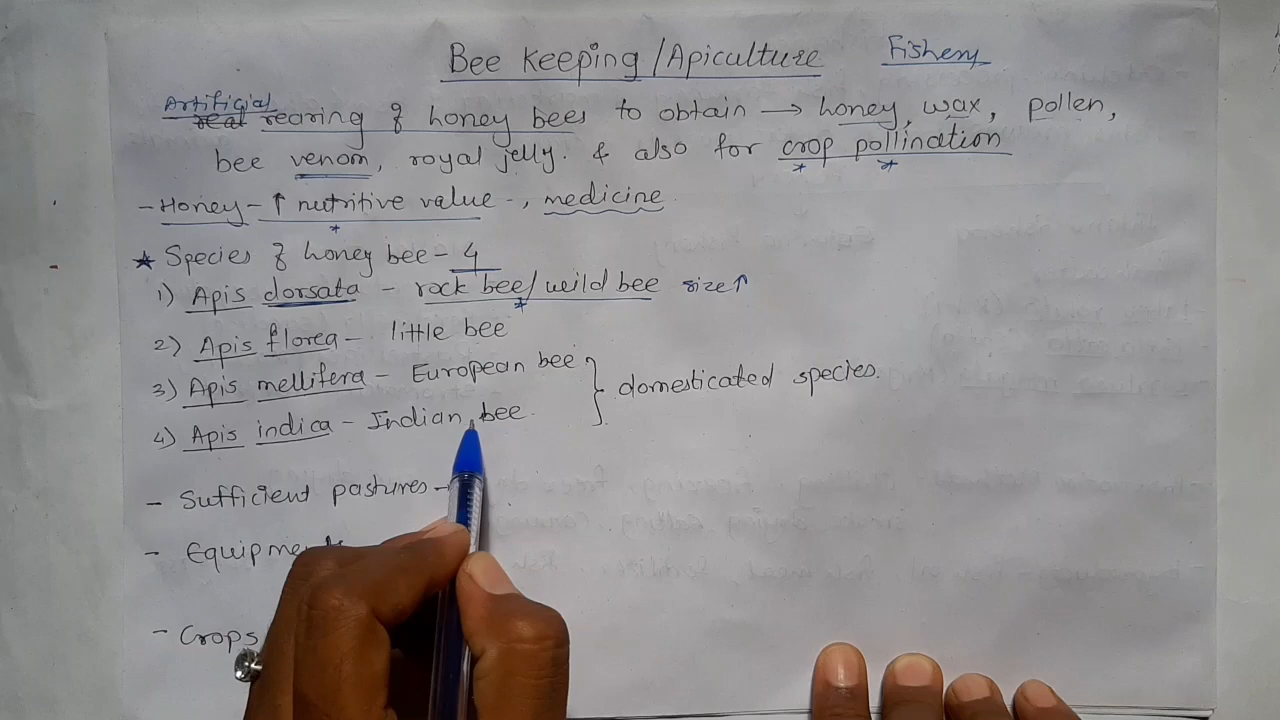 Bee Keeping / Apiculture Fishery
Artificial
real rearing of honey bees to obtain → honey, wax, pollen,
bee venom, royal jelly. & also for crop pollination
- Honey - ↑ nutritive value -, medicine
★ Species of honey bee - 4
1) Apis dorsata - rock bee/ wild bee size↑
2) Apis florea - little bee
3) Apis mellifera - European bee
} domesticated species.
4) Apis indica - Indian bee.
- Sufficient pastures -
- Equipments
- Crops